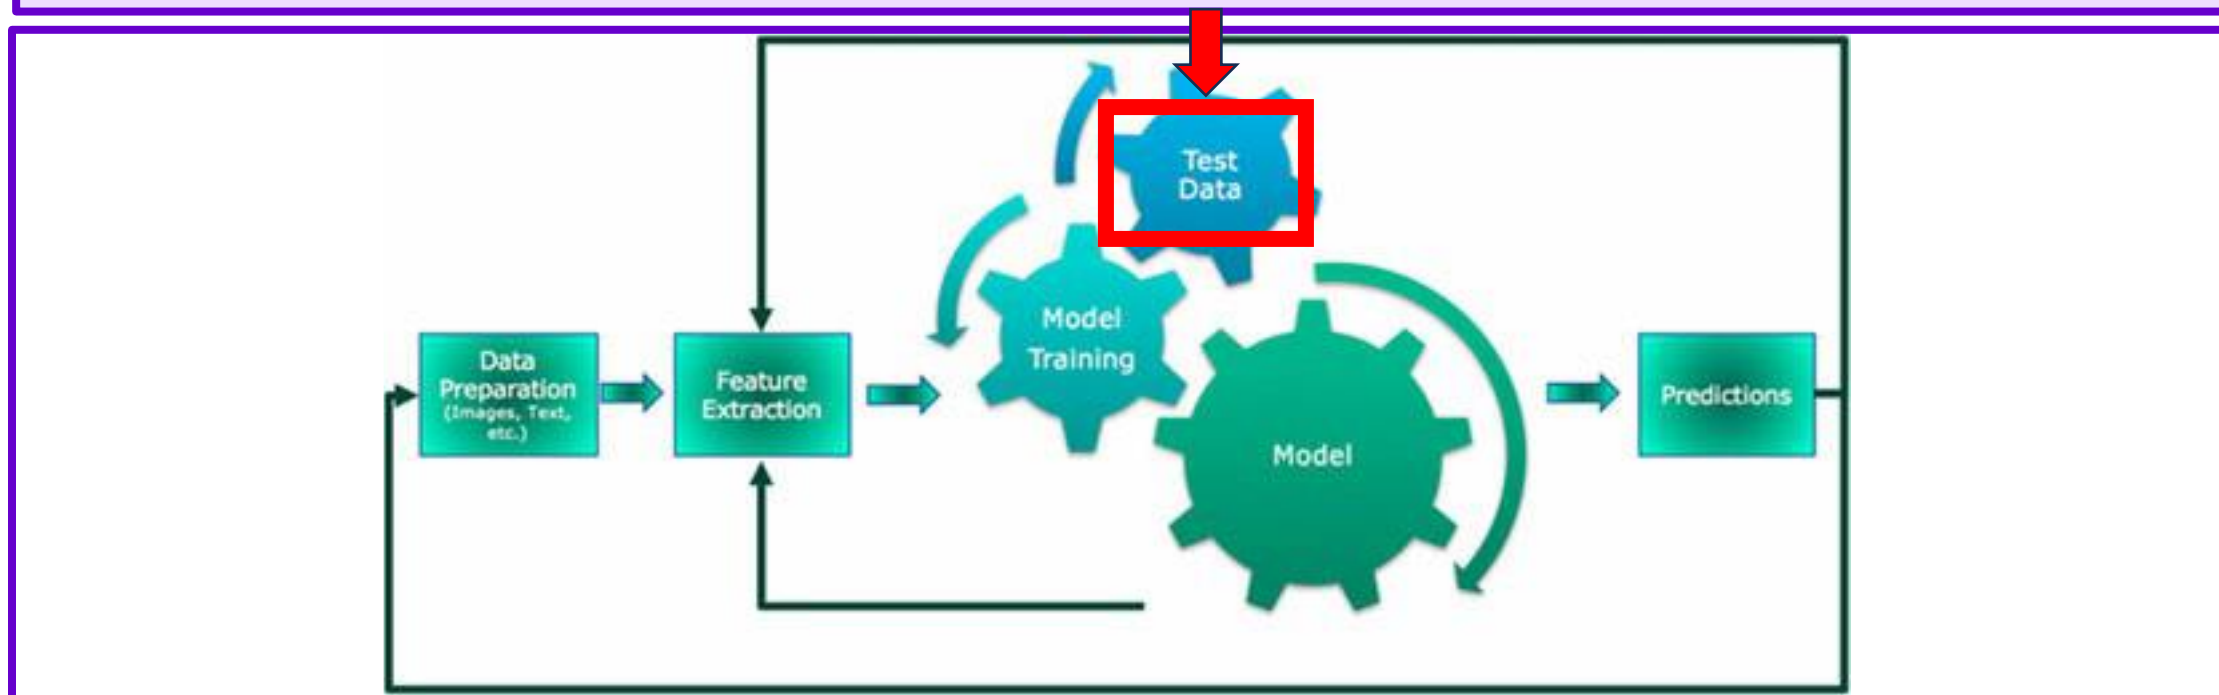 Test
Data
Model
Training
Data
Preparation
(Images, Text,
etc.)
Feature
Extraction
Model
Predictions